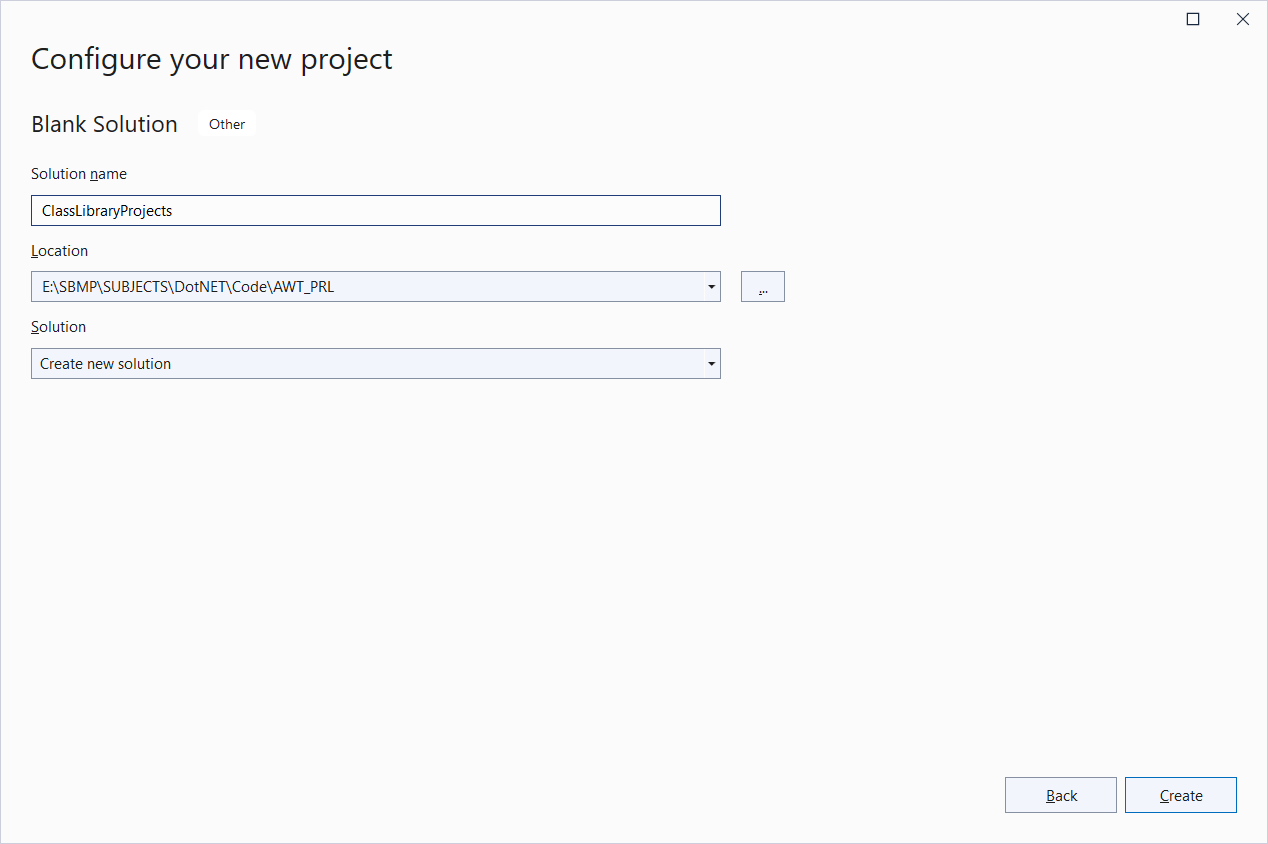 Configure your new project
Blank Solution Other
Solution name
ClassLibraryProjects
Location
E:\SBMP\SUBJECTS\DotNET\Code\AWT_PRL
...
Solution
Create new solution
Back Create